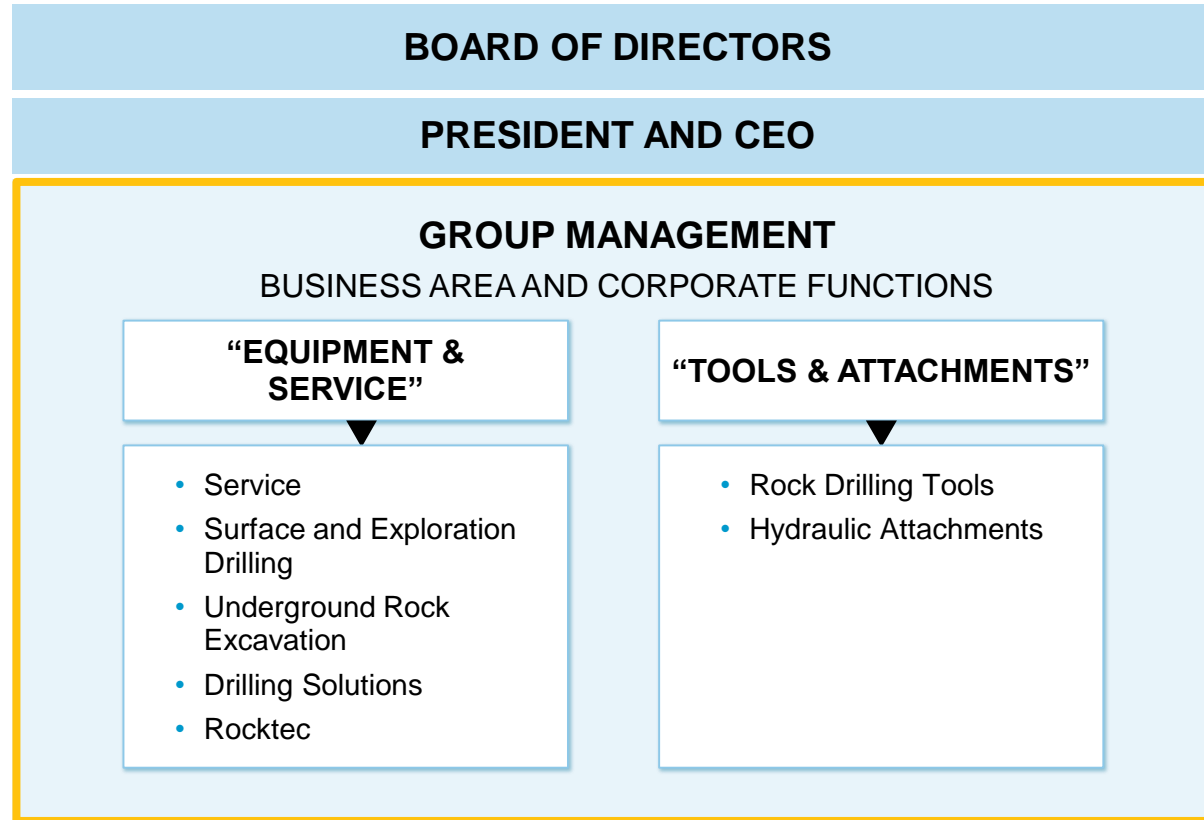 BOARD OF DIRECTORS
PRESIDENT AND CEO
GROUP MANAGEMENT
BUSINESS AREA AND CORPORATE FUNCTIONS
“EQUIPMENT &
SERVICE”
• Service
• Surface and Exploration
Drilling
• Underground Rock
Excavation
• Drilling Solutions
• Rocktec
“TOOLS & ATTACHMENTS”
• Rock Drilling Tools
• Hydraulic Attachments